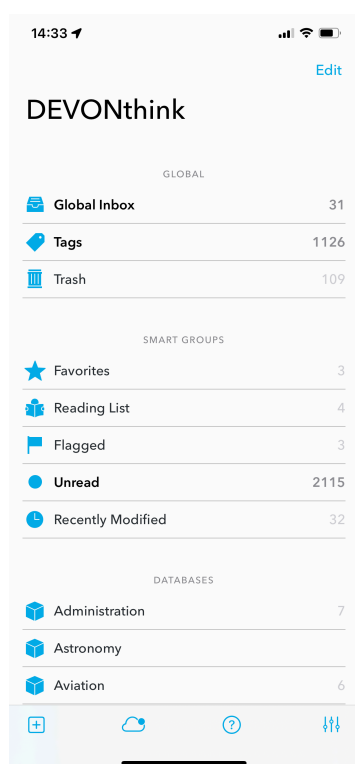 14:33
Edit
DEVONthink
GLOBAL
Global Inbox 31
Tags 1126
Trash 109
SMART GROUPS
Favorites 3
Reading List 4
Flagged 3
Unread 2115
Recently Modified 32
DATABASES
Administration 7
Astronomy
Aviation 6